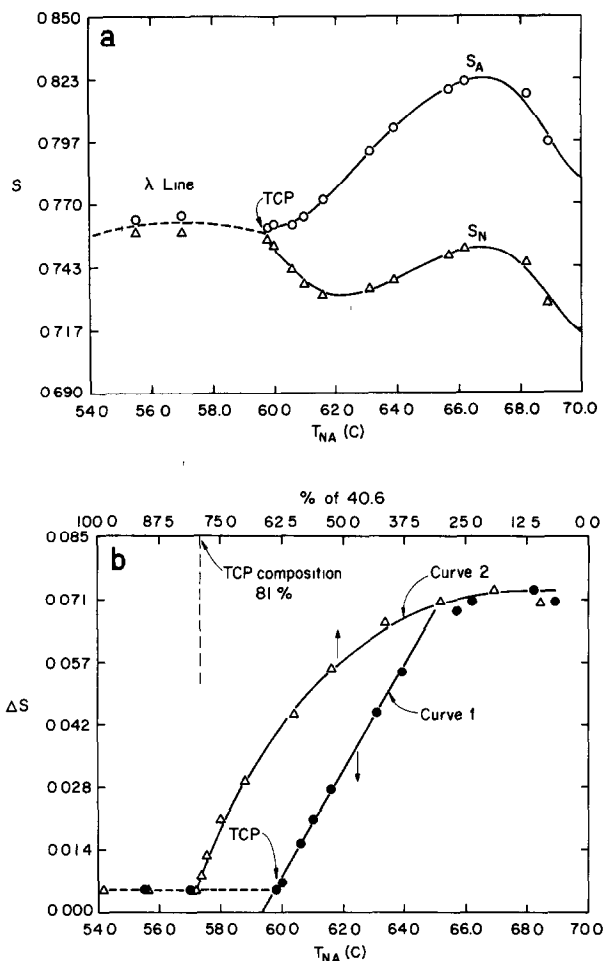 a
0.850
0.823
0.797
0.770
0.743
0.717
0.690
S
S_A
λ Line
TCP
S_N
54.0 56.0 58.0 60.0 62.0 64.0 66.0 68.0 70.0
T_NA (C)
% of 40.6
100.0 87.5 75.0 62.5 50.0 37.5 25.0 12.5 0.0
b
0.085
0.071
0.057
0.042
0.028
0.014
0.000
ΔS
TCP composition
81 %
Curve 2
Curve 1
TCP
54.0 56.0 58.0 60.0 62.0 64.0 66.0 68.0 70.0
T_NA (C)